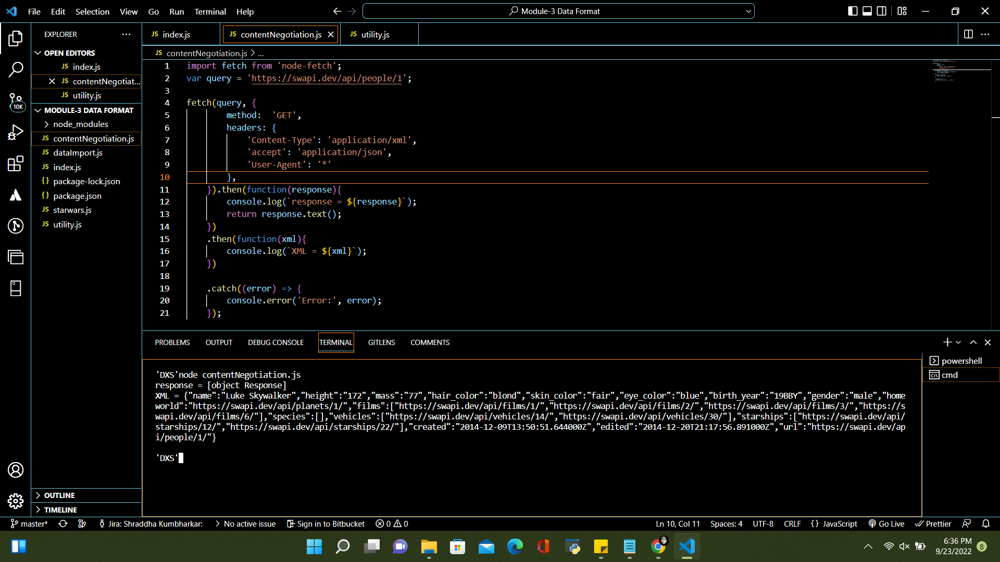 File Edit Selection View Go Run Terminal Help
Module-3 Data Format
EXPLORER
OPEN EDITORS
JS index.js
JS contentNegotiat...
JS utility.js
10K
MODULE-3 DATA FORMAT
node_modules
JS contentNegotiation.js
JS dataImport.js
JS index.js
{} package-lock.json
{} package.json
JS starwars.js
JS utility.js
OUTLINE
TIMELINE
JS index.js JS contentNegotiation.js JS utility.js
JS contentNegotiation.js > ...
1 import fetch from 'node-fetch';
2 var query = 'https://swapi.dev/api/people/1';
3
4 fetch(query, {
5 method:  'GET',
6 headers: {
7 'Content-Type': 'application/xml',
8 'accept': 'application/json',
9 'User-Agent': '*'
10 },
11 }).then(function(response){
12 console.log(`response = ${response}`);
13 return response.text();
14 })
15 .then(function(xml){
16 console.log(`XML = ${xml}`);
17 })
18
19 .catch((error) => {
20 console.error('Error:', error);
21 });
PROBLEMS OUTPUT DEBUG CONSOLE TERMINAL GITLENS COMMENTS
powershell
cmd
'DXS'node contentNegotiation.js
response = [object Response]
XML = {"name":"Luke Skywalker","height":"172","mass":"77","hair_color":"blond","skin_color":"fair","eye_color":"blue","birth_year":"19BBY","gender":"male","home
world":"https://swapi.dev/api/planets/1/","films":["https://swapi.dev/api/films/1/","https://swapi.dev/api/films/2/","https://swapi.dev/api/films/3/","https://s
wapi.dev/api/films/6/"],"species":[],"vehicles":["https://swapi.dev/api/vehicles/14/","https://swapi.dev/api/vehicles/30/"],"starships":["https://swapi.dev/api/
starships/12/","https://swapi.dev/api/starships/22/"],"created":"2014-12-09T13:50:51.644000Z","edited":"2014-12-20T21:17:56.891000Z","url":"https://swapi.dev/ap
i/people/1/"}
'DXS'
master* Jira: Shraddha Kumbharkar: > No active issue Sign in to Bitbucket 0 0 Ln 10, Col 11 Spaces: 4 UTF-8 CRLF {} JavaScript Go Live Prettier
6:36 PM
9/23/2022
8